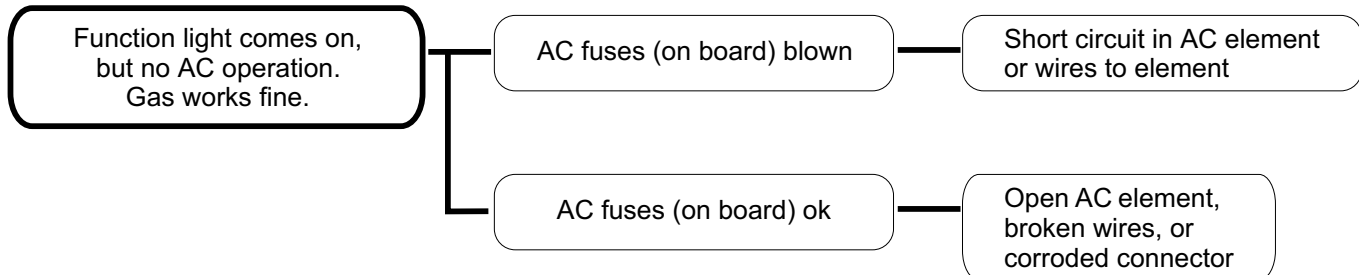 Function light comes on,
but no AC operation.
Gas works fine.
AC fuses (on board) blown
Short circuit in AC element
or wires to element
AC fuses (on board) ok
Open AC element,
broken wires, or
corroded connector